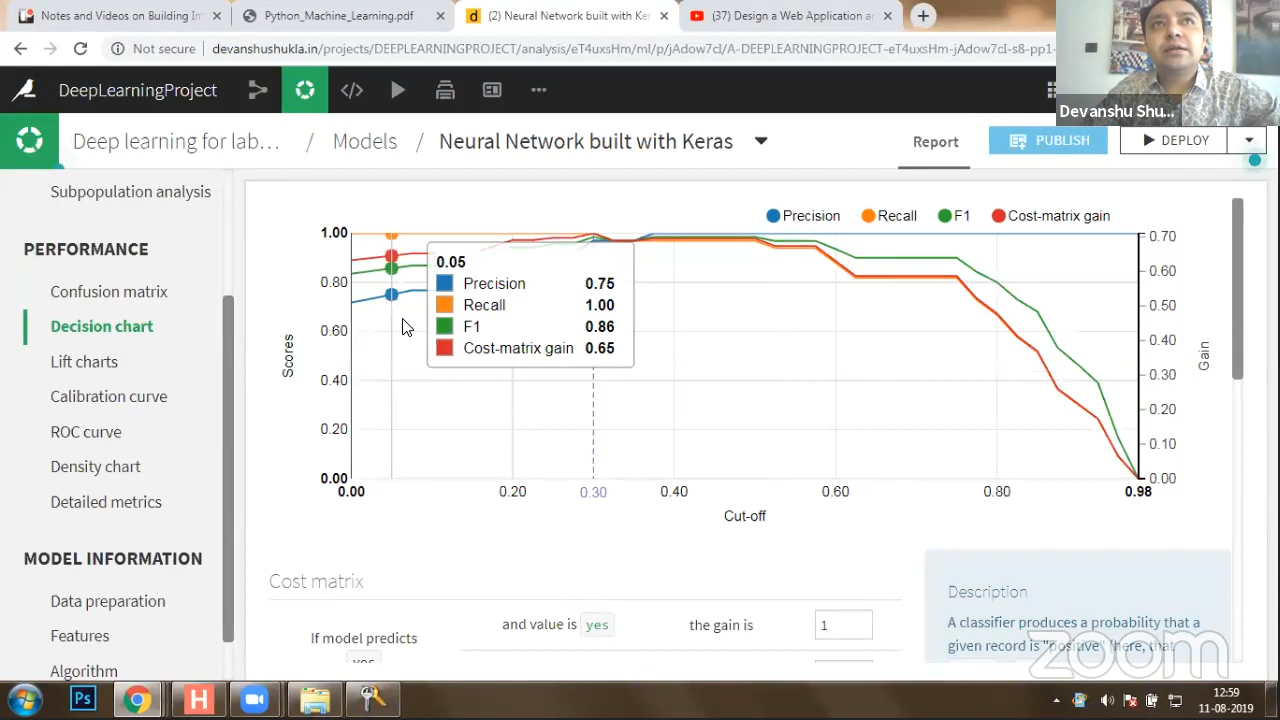 Notes and Videos on Building Im
Python_Machine_Learning.pdf
(2) Neural Network built with Ke
(37) Design a Web Application a
Not secure
devanshushukla.in/projects/DEEPLEARNINGPROJECT/analysis/eT4uxsHm/ml/p/jAdow7cI/A-DEEPLEARNINGPROJECT-eT4uxsHm-jAdow7cI-s8-pp1-
Devanshu Shu...
DeepLearningProject
Deep learning for lab... / Models / Neural Network built with Keras
Report
PUBLISH
DEPLOY
Subpopulation analysis
PERFORMANCE
Confusion matrix
Decision chart
Lift charts
Calibration curve
ROC curve
Density chart
Detailed metrics
MODEL INFORMATION
Data preparation
Features
Algorithm
Precision Recall F1 Cost-matrix gain
1.00
0.80
0.60
0.40
0.20
0.00
Scores
0.05
Precision 0.75
Recall 1.00
F1 0.86
Cost-matrix gain 0.65
0.70
0.60
0.50
0.40
0.30
0.20
0.10
0.00
Gain
0.00 0.20 0.30 0.40 0.60 0.80 0.98
Cut-off
Cost matrix
If model predicts
yes
and value is yes the gain is 1
Description
A classifier produces a probability that a
given record is "positive" (here, that
zoom
Ps
H
12:59
11-08-2019